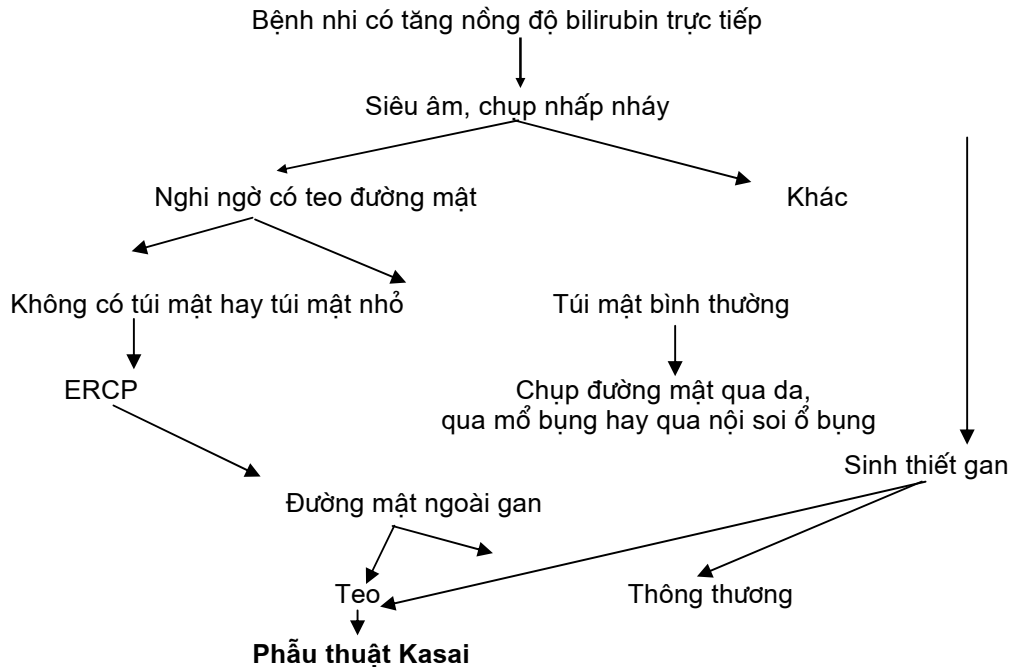 Bệnh nhi có tăng nồng độ bilirubin trực tiếp
Siêu âm, chụp nhấp nháy
Nghi ngờ có teo đường mật
Khác
Không có túi mật hay túi mật nhỏ
Túi mật bình thường
ERCP
Chụp đường mật qua da,
qua mổ bụng hay qua nội soi ổ bụng
Sinh thiết gan
Đường mật ngoài gan
Teo
Thông thương
Phẫu thuật Kasai